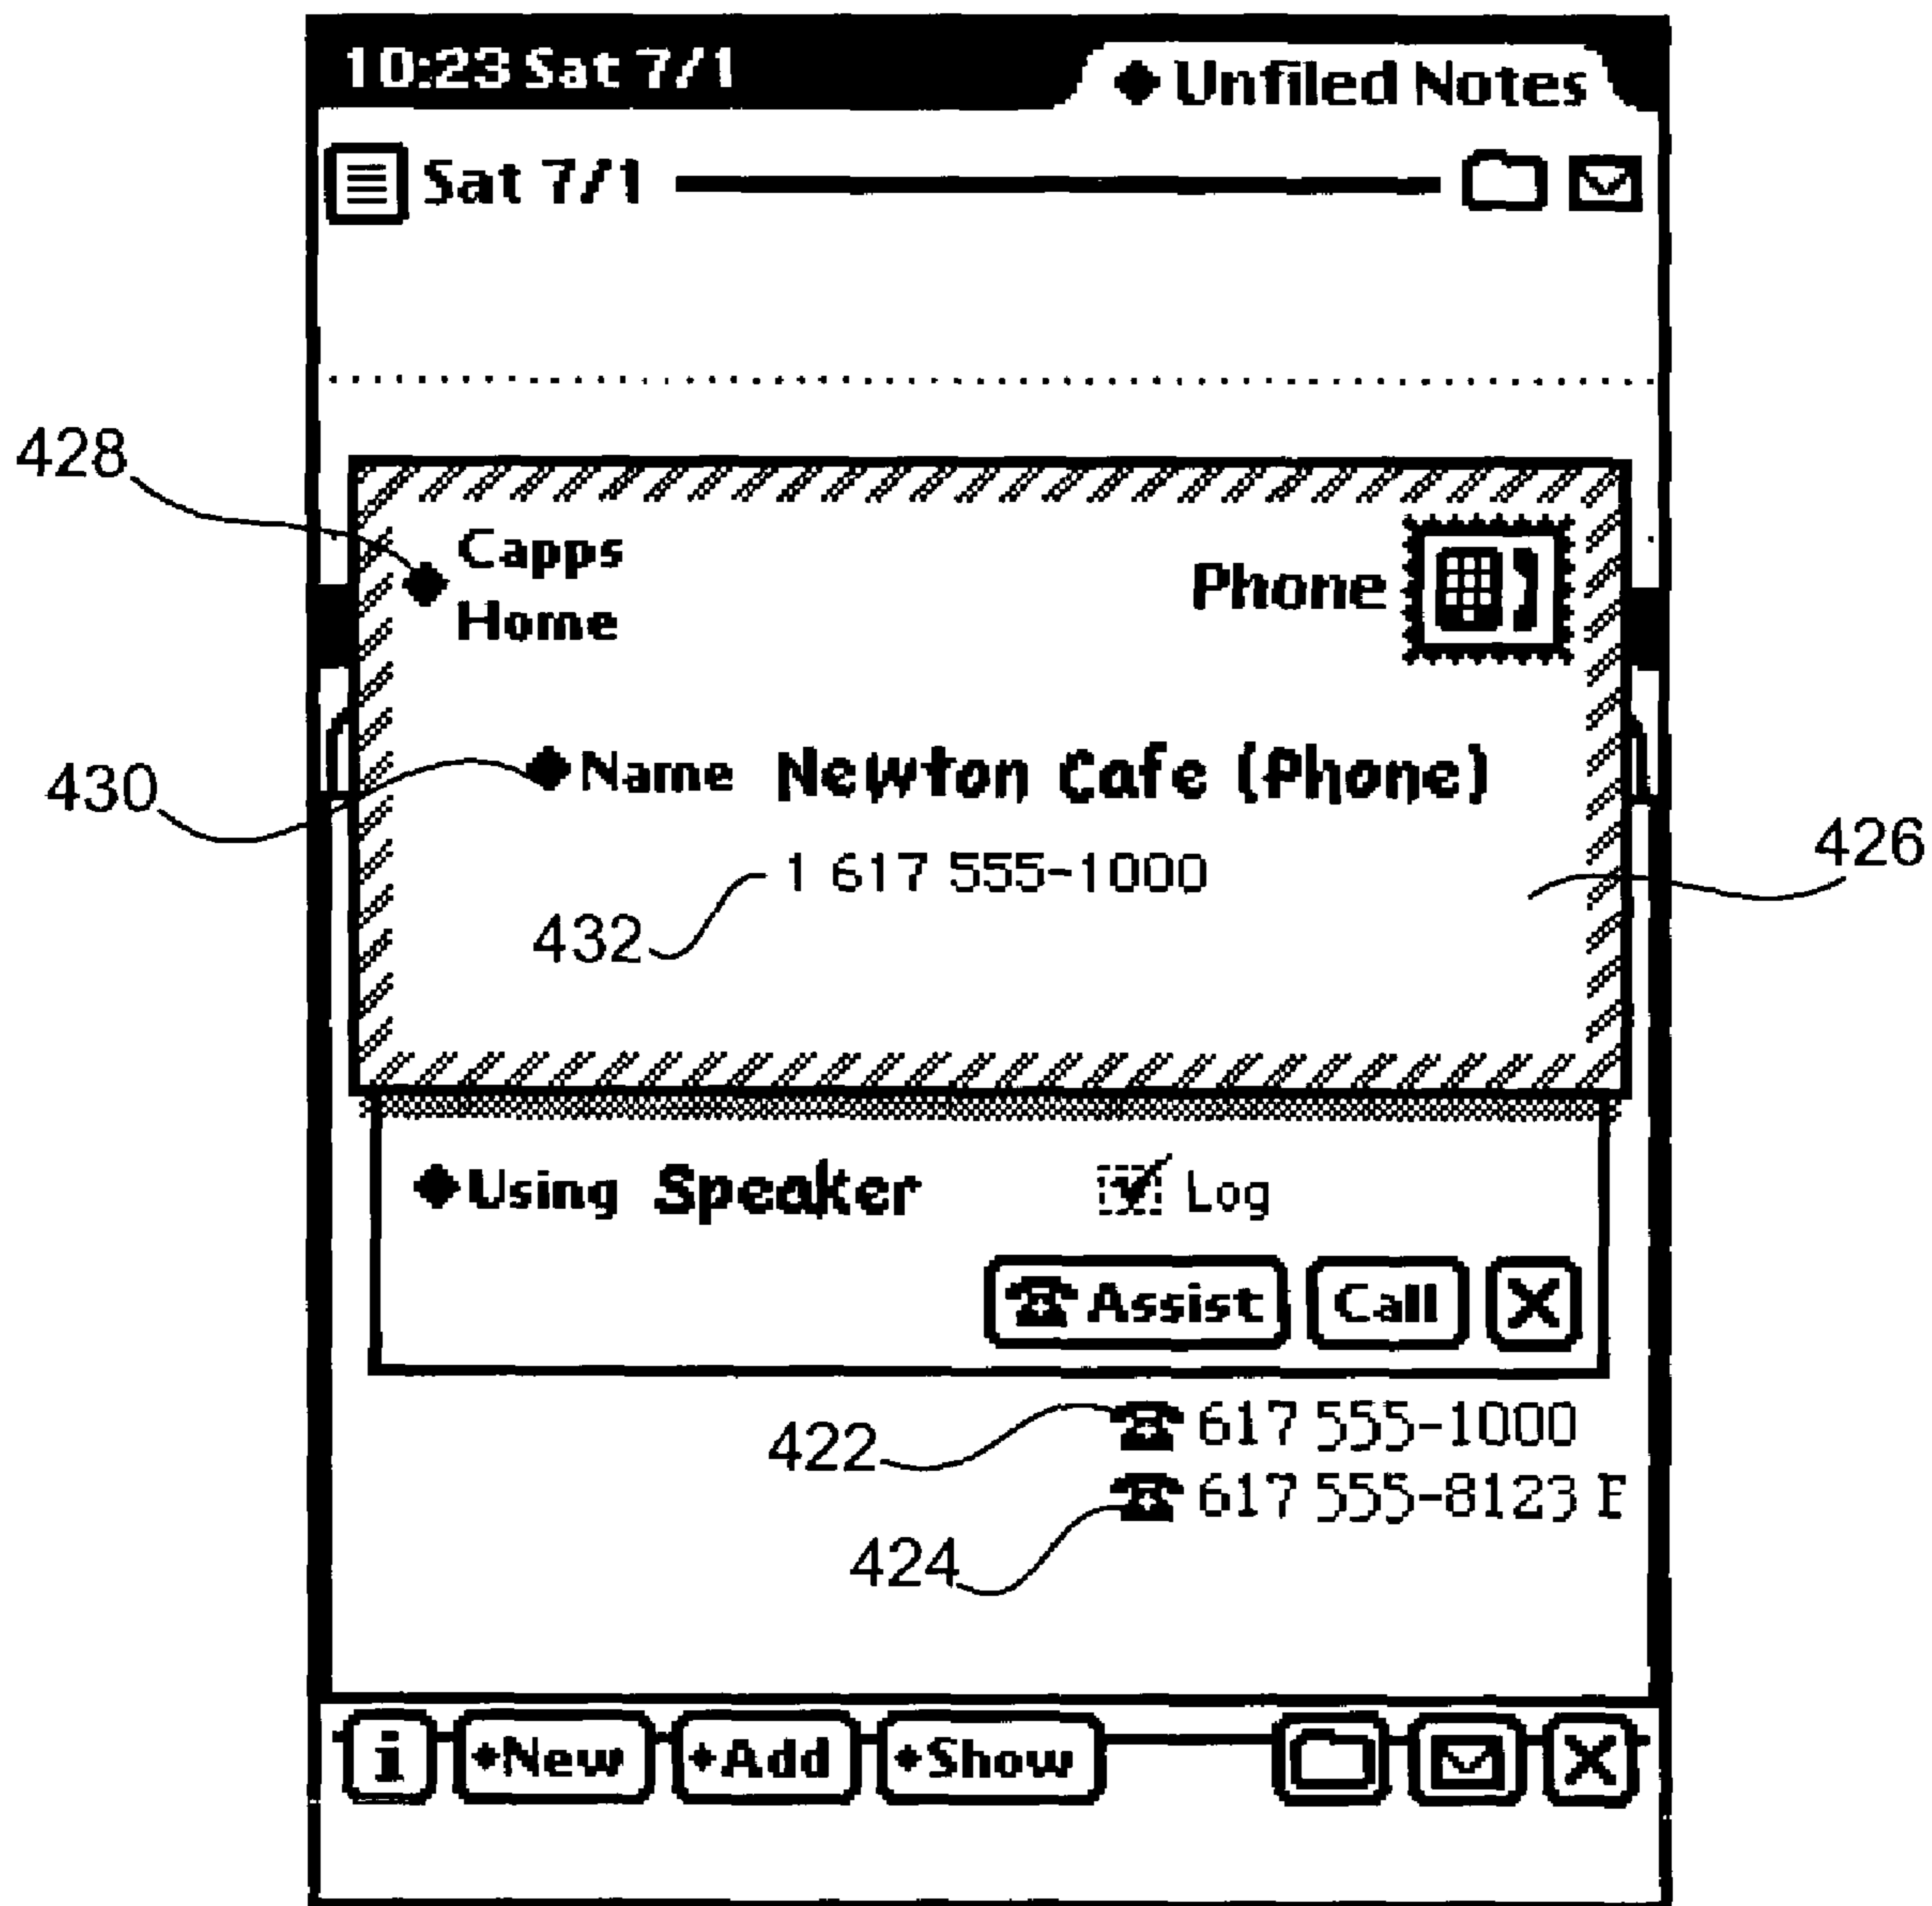 10:23 Sat 7/1
Unfiled Notes
Sat 7/1
428
Capps
Home
Phone
430
Name Newton Cafe (Phone)
426
1 617 555-1000
432
Using Speaker
Log
Assist Call X
422
617 555-1000
617 555-8123 F
424
i New Add Show X